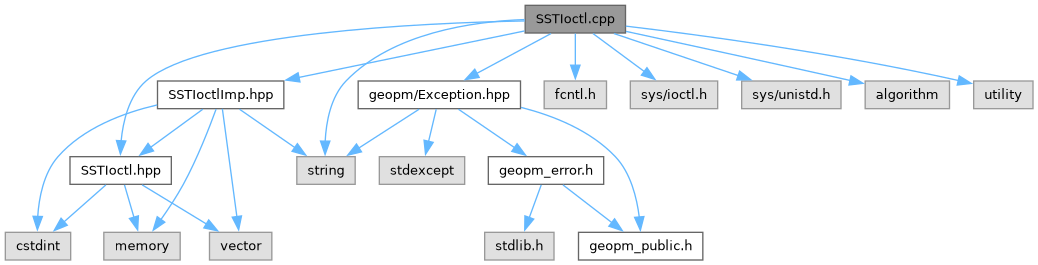 SSTIoctl.cpp
SSTIoctlImp.hpp
geopm/Exception.hpp
fcntl.h
sys/ioctl.h
sys/unistd.h
algorithm
utility
SSTIoctl.hpp
string
stdexcept
geopm_error.h
cstdint
memory
vector
stdlib.h
geopm_public.h